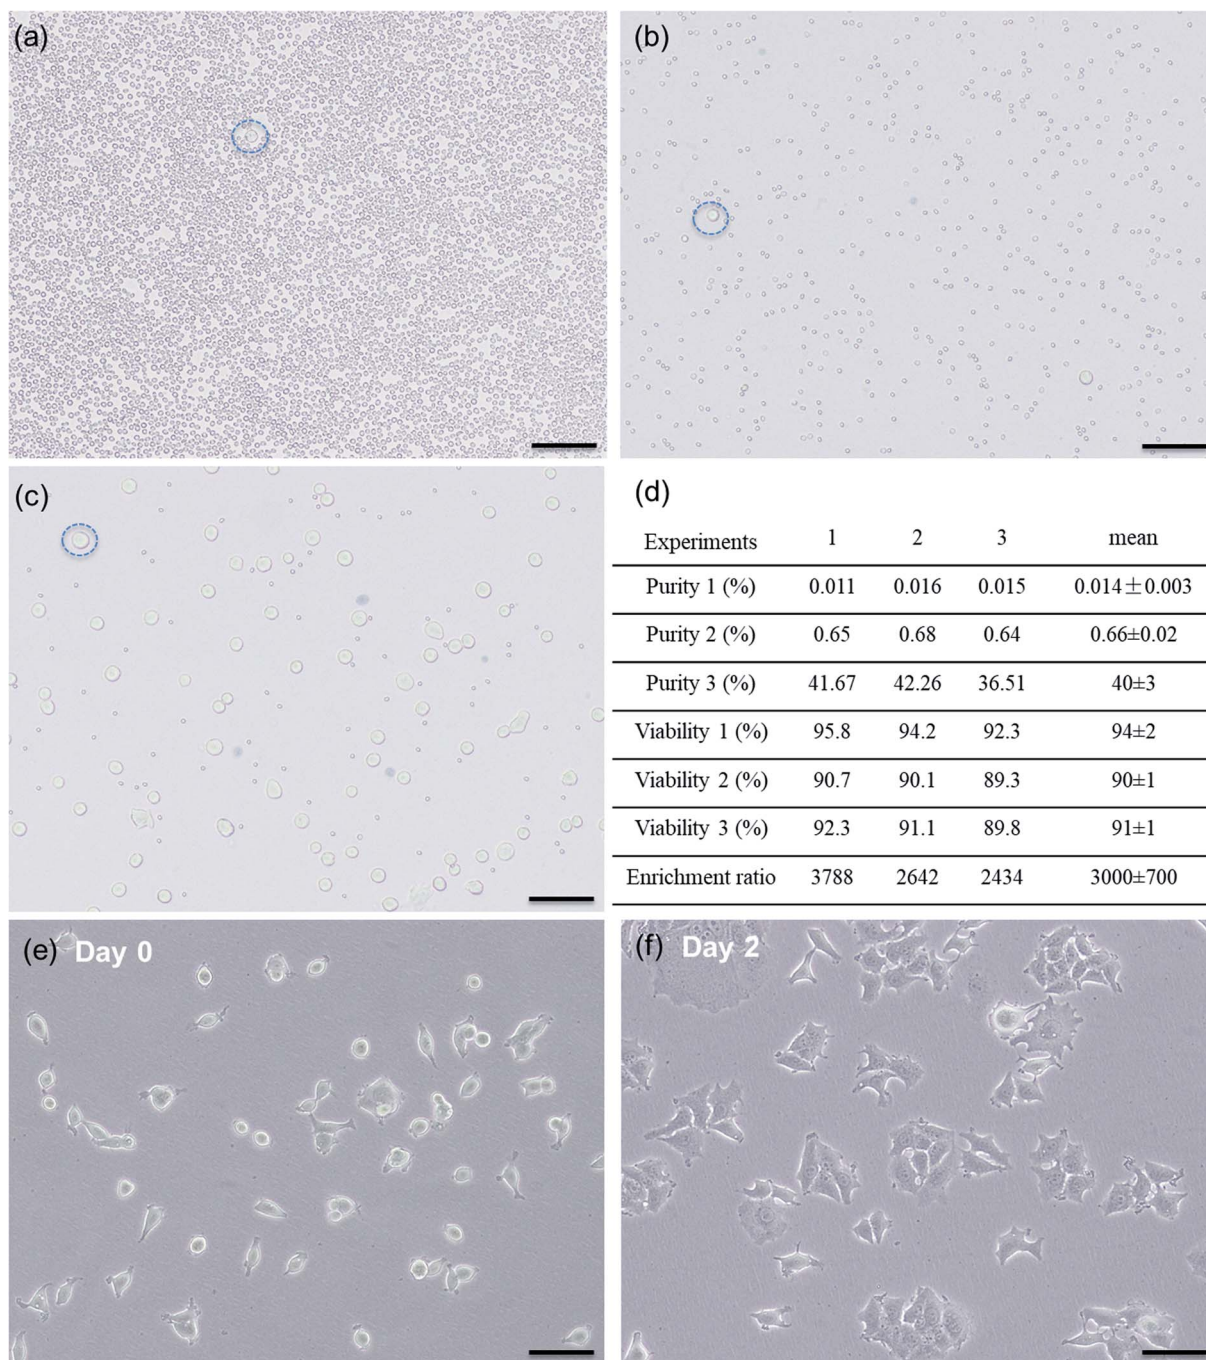 (a)
(b)
(c)
(d)
Experiments 1 2 3 mean
Purity 1 (%) 0.011 0.016 0.015 0.014±0.003
Purity 2 (%) 0.65 0.68 0.64 0.66±0.02
Purity 3 (%) 41.67 42.26 36.51 40±3
Viability 1 (%) 95.8 94.2 92.3 94±2
Viability 2 (%) 90.7 90.1 89.3 90±1
Viability 3 (%) 92.3 91.1 89.8 91±1
Enrichment ratio 3788 2642 2434 3000±700
(e) Day 0
(f) Day 2